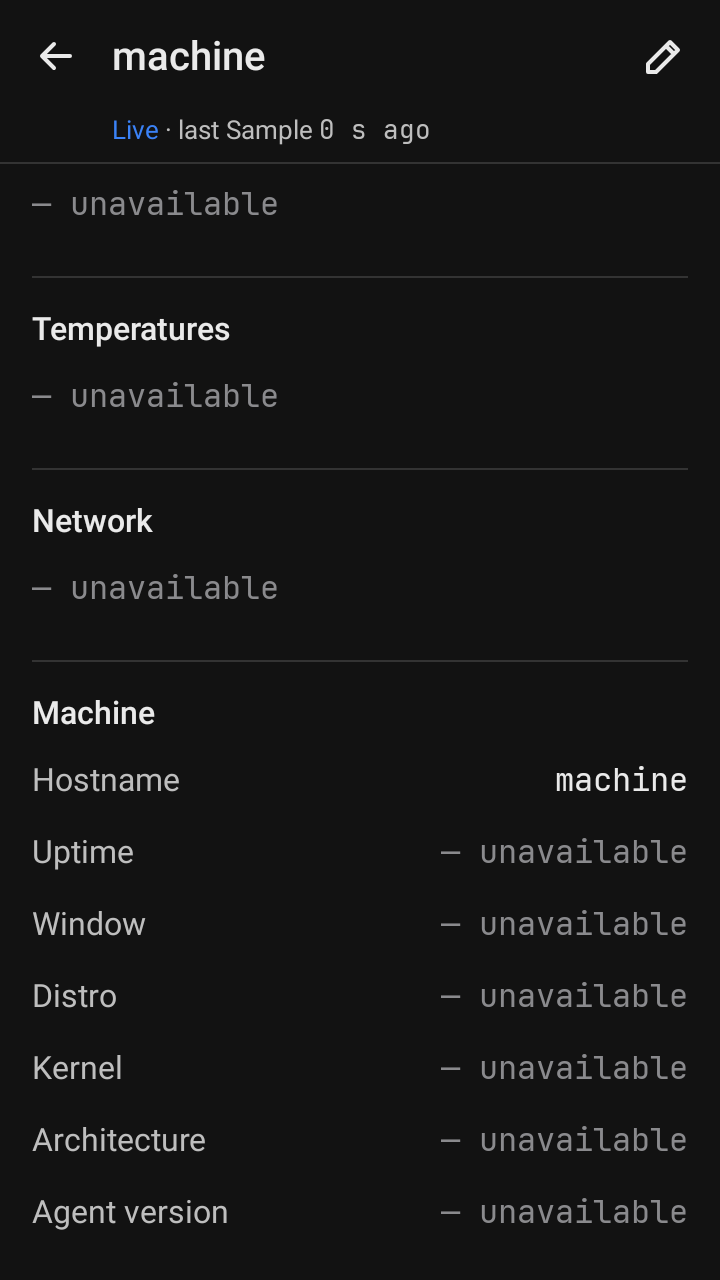 machine
Live · last Sample 0 s ago
— unavailable
Temperatures
— unavailable
Network
— unavailable
Machine
Hostname machine
Uptime — unavailable
Window — unavailable
Distro — unavailable
Kernel — unavailable
Architecture — unavailable
Agent version — unavailable